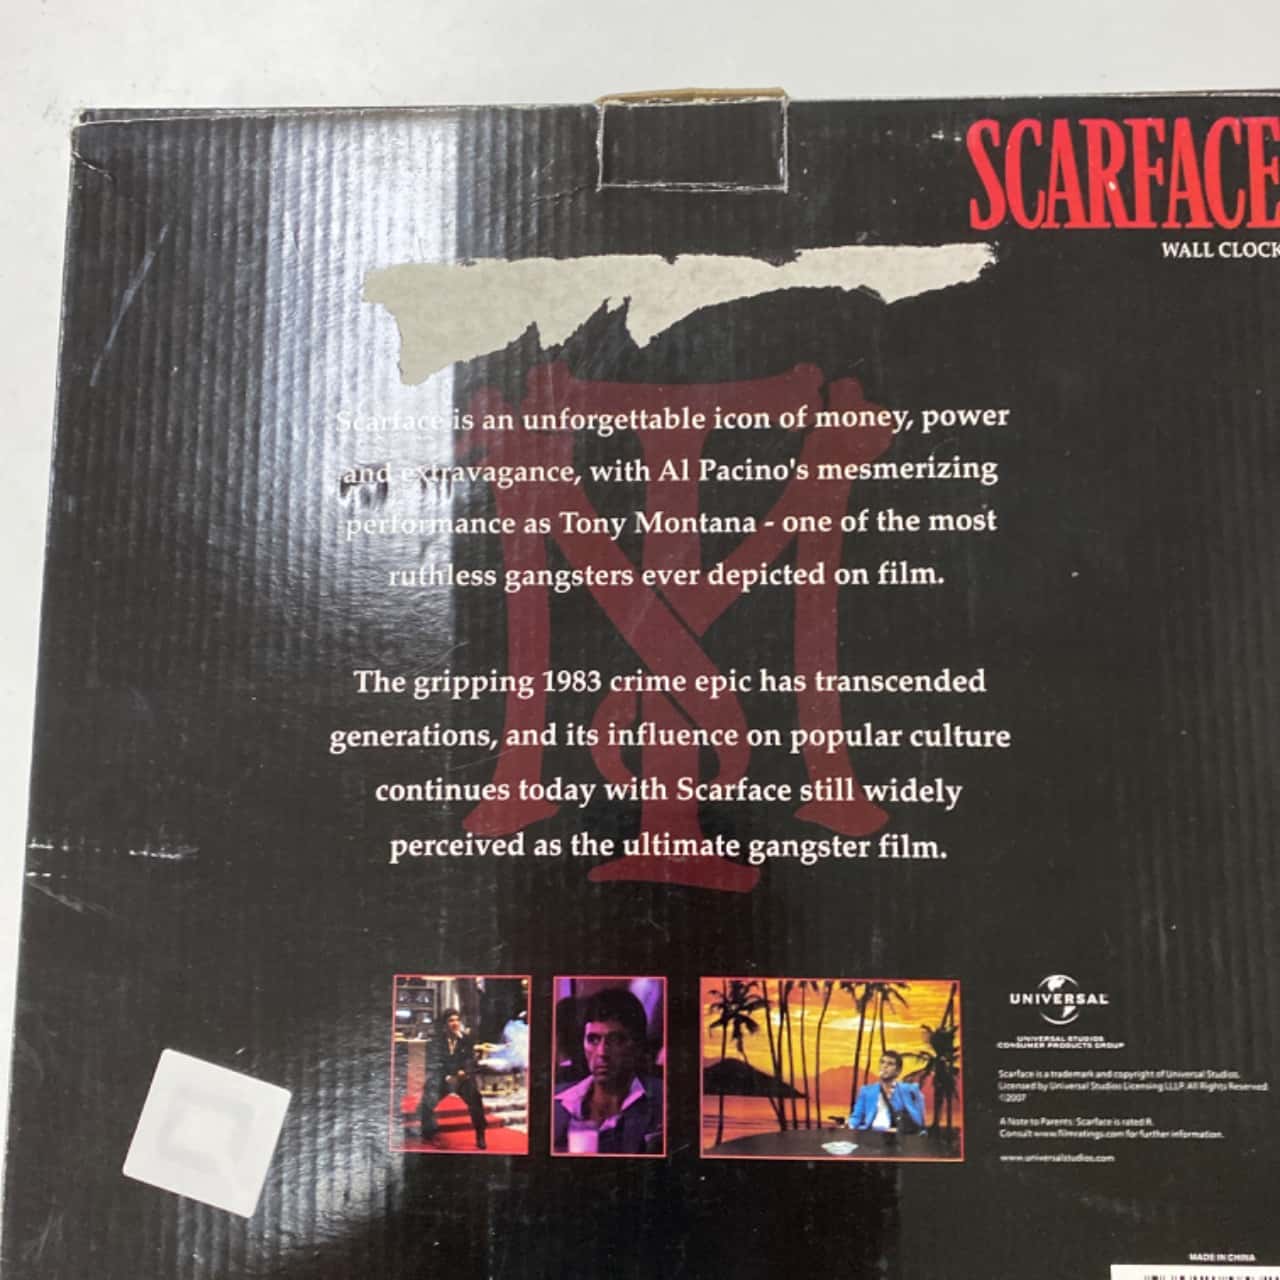 SCARFACE
WALL CLOCK
Scarface is an unforgettable icon of money, power
and extravagance, with Al Pacino's mesmerizing
performance as Tony Montana - one of the most
ruthless gangsters ever depicted on film.
The gripping 1983 crime epic has transcended
generations, and its influence on popular culture
continues today with Scarface still widely
perceived as the ultimate gangster film.
UNIVERSAL
UNIVERSAL STUDIOS
CONSUMER PRODUCTS GROUP
Scarface is a trademark and copyright of Universal Studios.
Licensed by Universal Studios Licensing LLLP. All Rights Reserved.
©2007
A Note to Parents: Scarface is rated R.
Consult www.filmratings.com for further information.
www.universalstudios.com
MADE IN CHINA